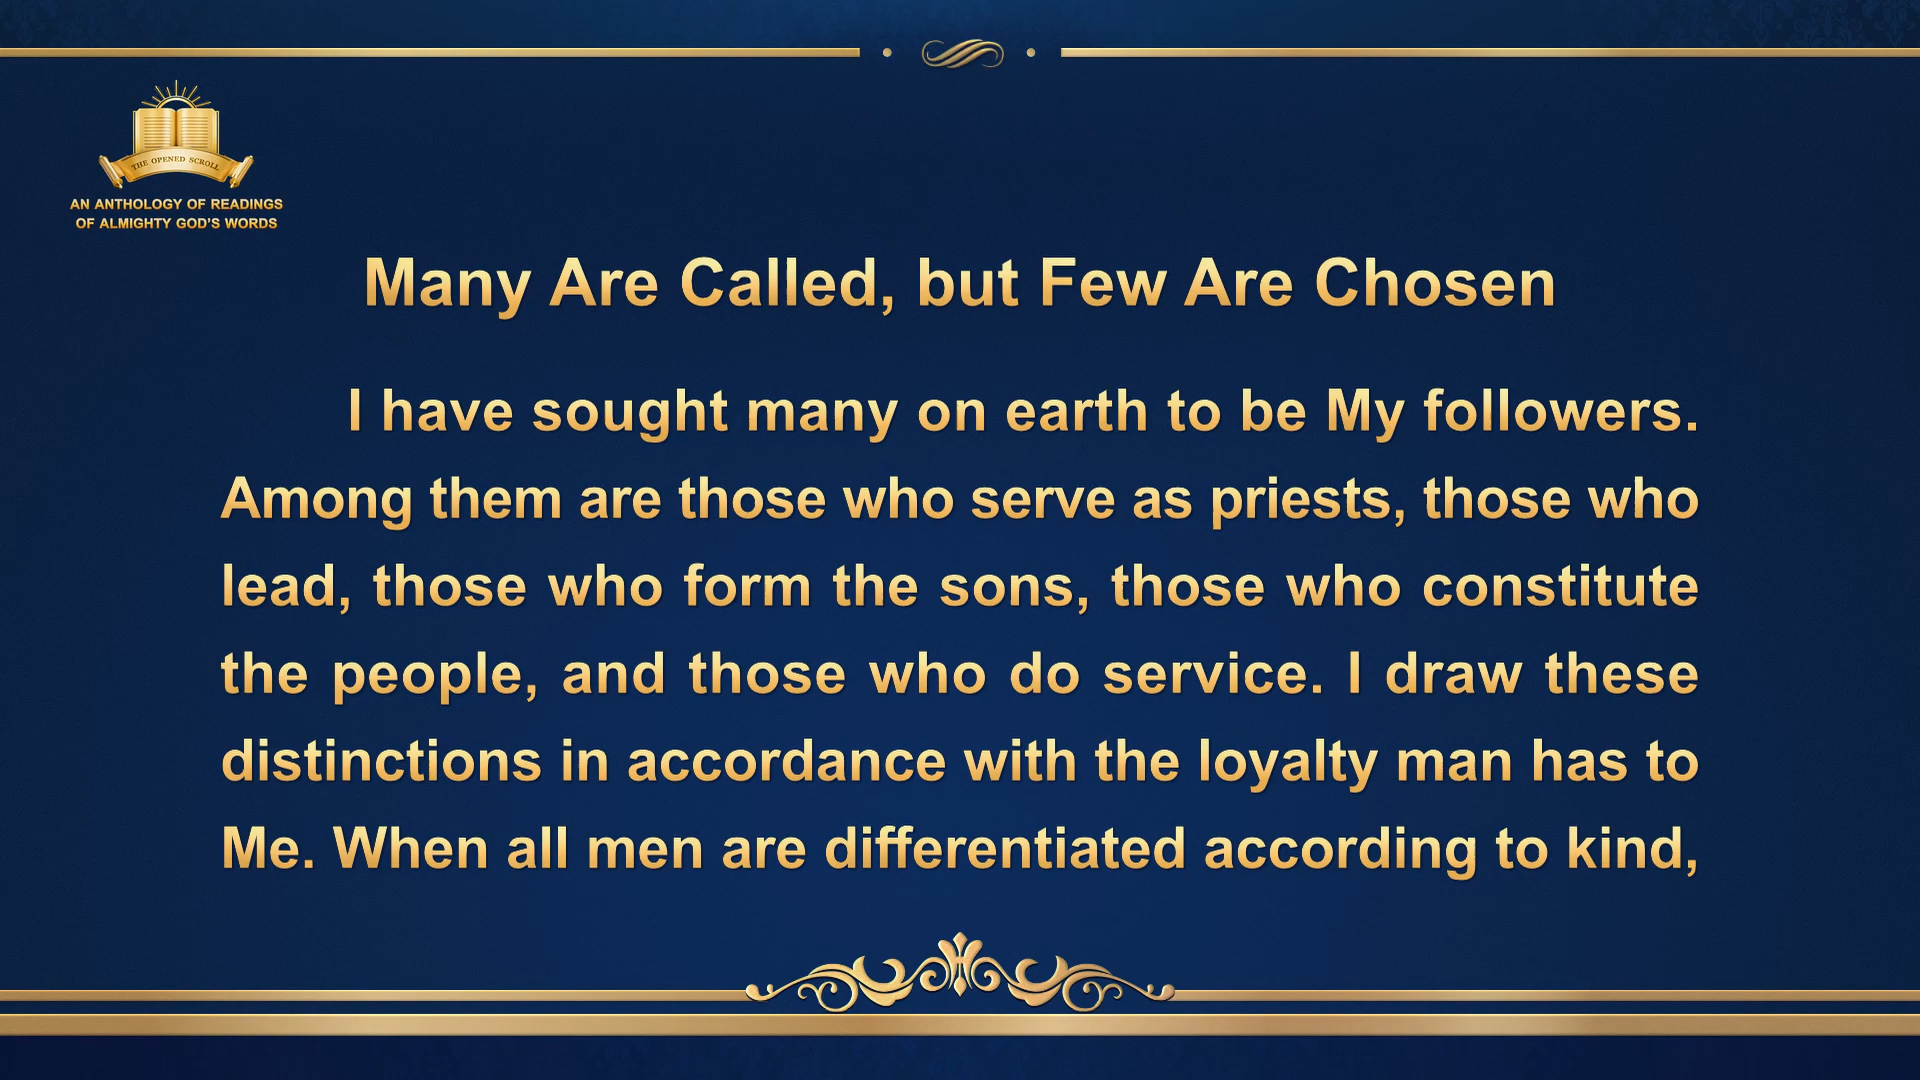 THE OPENED SCROLL
AN ANTHOLOGY OF READINGS
OF ALMIGHTY GOD'S WORDS
Many Are Called, but Few Are Chosen
I have sought many on earth to be My followers.
Among them are those who serve as priests, those who
lead, those who form the sons, those who constitute
the people, and those who do service. I draw these
distinctions in accordance with the loyalty man has to
Me. When all men are differentiated according to kind,